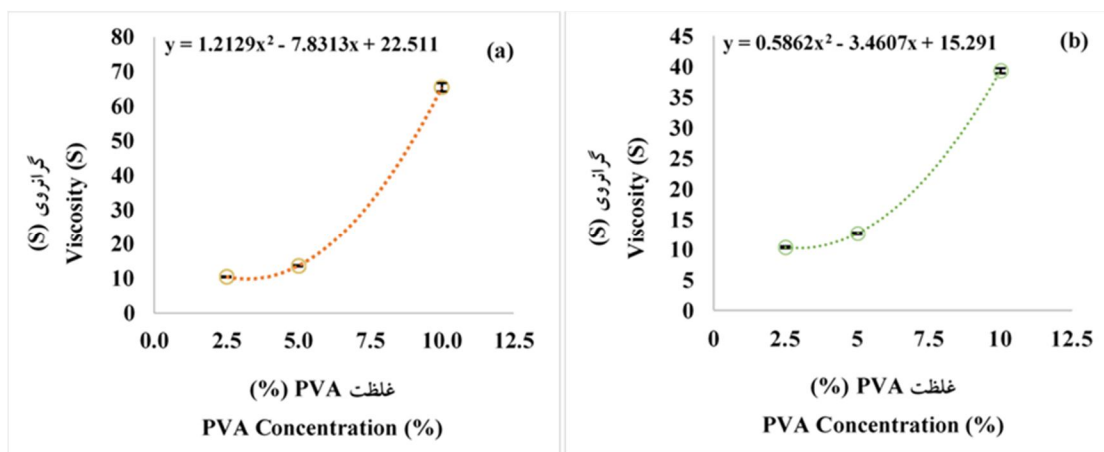 y = 1.2129x² - 7.8313x + 22.511
(a)
80
70
60
50
40
30
20
10
0
0.0 2.5 5.0 7.5 10.0 12.5
گرانروی (S)
Viscosity (S)
غلظت PVA (%)
PVA Concentration (%)
y = 0.5862x² - 3.4607x + 15.291
(b)
45
40
35
30
25
20
15
10
5
0
0 2.5 5 7.5 10 12.5
گرانروی (S)
Viscosity (S)
غلظت PVA (%)
PVA Concentration (%)